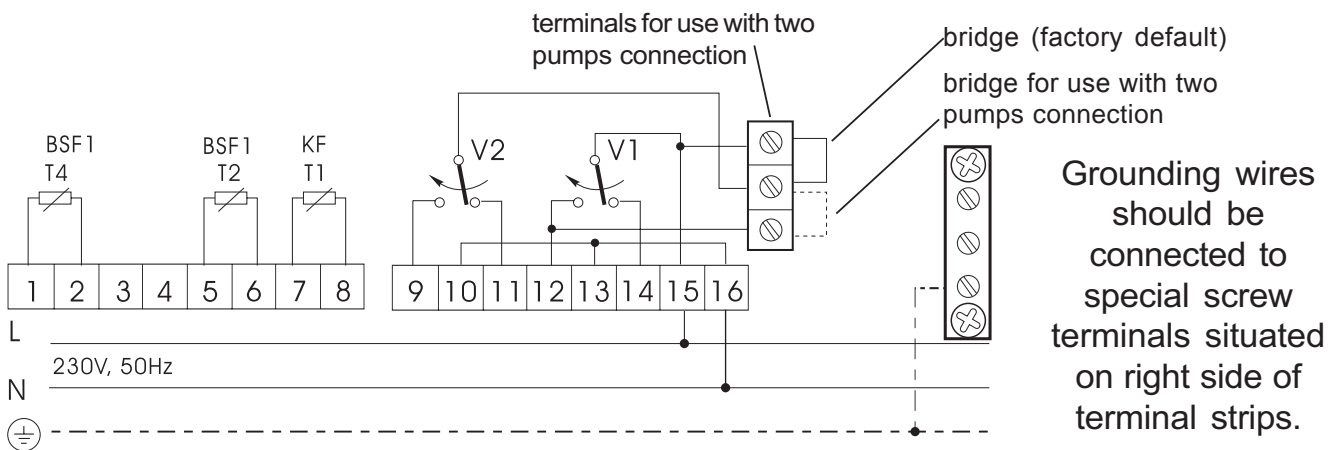 terminals for use with two
pumps connection
bridge (factory default)
bridge for use with two
pumps connection
BSF1
T4
BSF1
T2
KF
T1
V2
V1
1 2 3 4 5 6 7 8
9 10 11 12 13 14 15 16
L
230V, 50Hz
N
Grounding wires
should be
connected to
special screw
terminals situated
on right side of
terminal strips.